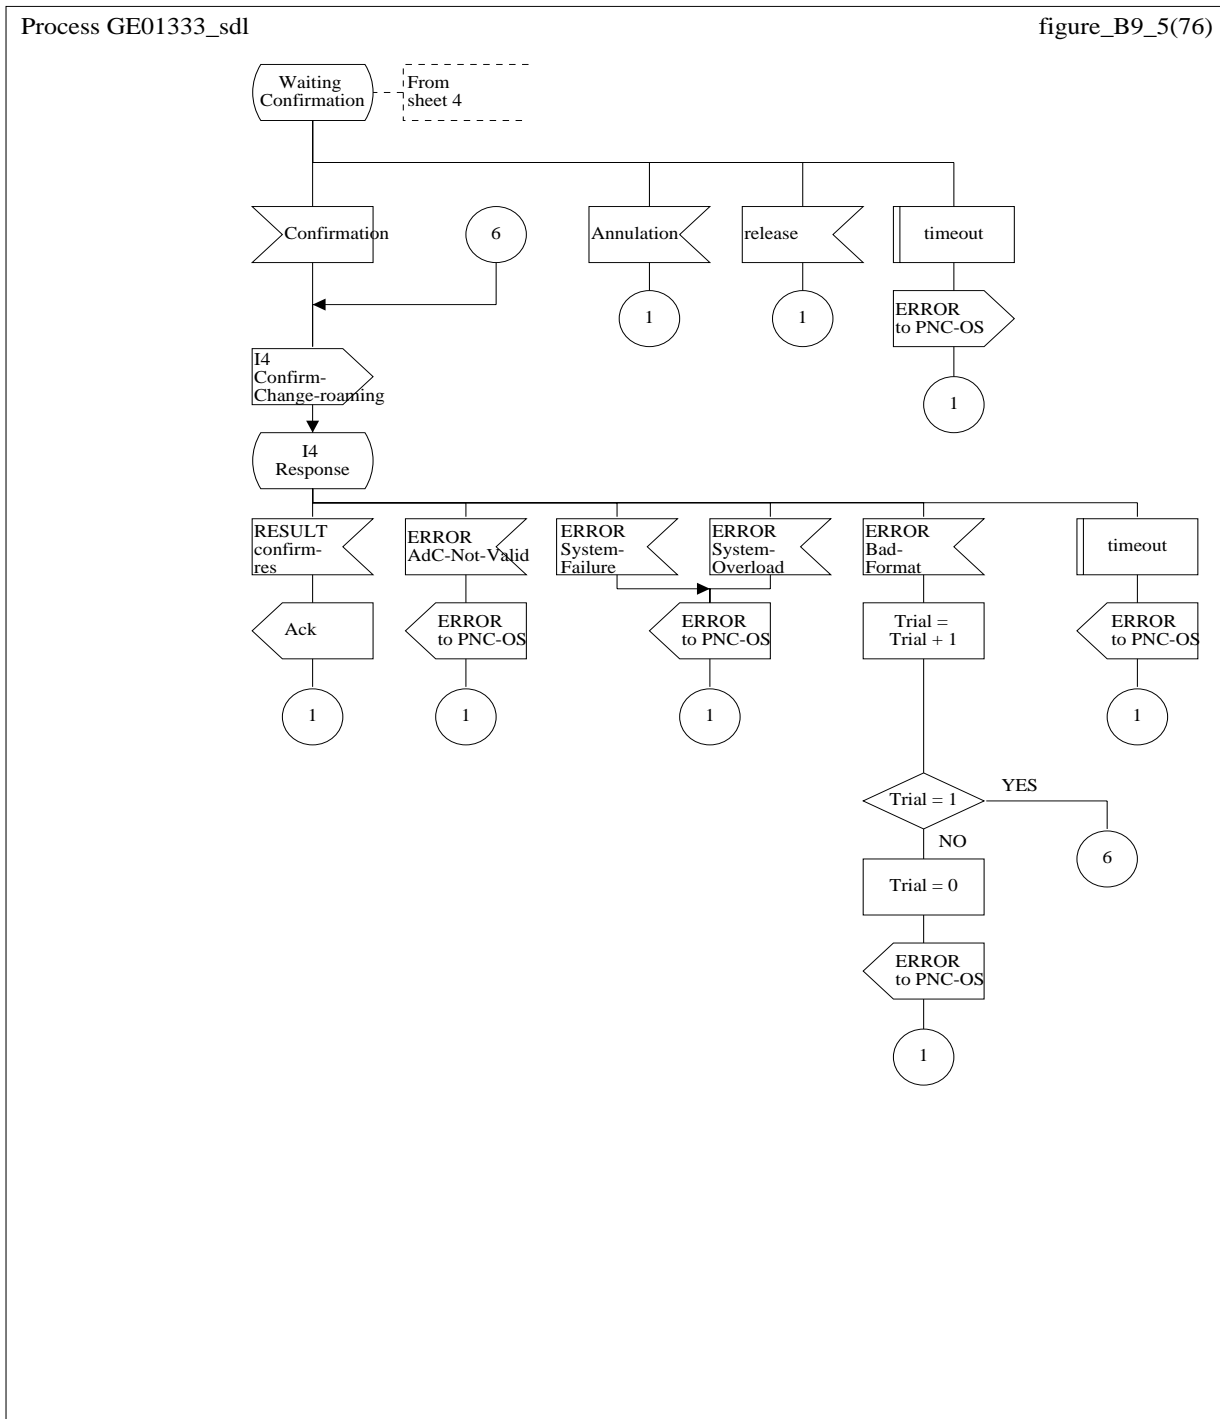 Process GE01333_sdl
figure_B9_5(76)
Waiting
Confirmation
From
sheet 4
Confirmation
6
Annulation
release
timeout
1
1
ERROR
to PNC-OS
1
I4
Confirm-
Change-roaming
I4
Response
RESULT
confirm-
res
ERROR
AdC-Not-Valid
ERROR
System-
Failure
ERROR
System-
Overload
ERROR
Bad-
Format
timeout
Ack
ERROR
to PNC-OS
ERROR
to PNC-OS
Trial =
Trial + 1
ERROR
to PNC-OS
1
1
1
1
Trial = 1
YES
NO
6
Trial = 0
ERROR
to PNC-OS
1